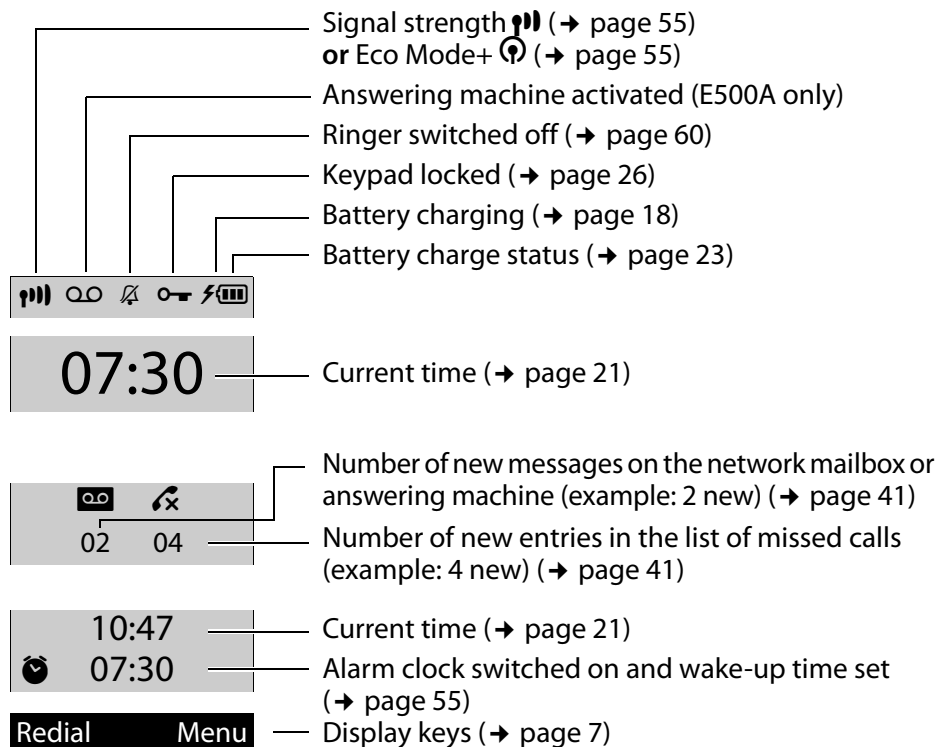 Signal strength (➔ page 55)
or Eco Mode+ (➔ page 55)
Answering machine activated (E500A only)
Ringer switched off (➔ page 60)
Keypad locked (➔ page 26)
Battery charging (➔ page 18)
Battery charge status (➔ page 23)
07:30
Current time (➔ page 21)
Number of new messages on the network mailbox or
answering machine (example: 2 new) (➔ page 41)
02 04
Number of new entries in the list of missed calls
(example: 4 new) (➔ page 41)
10:47
Current time (➔ page 21)
07:30
Alarm clock switched on and wake-up time set
(➔ page 55)
Redial Menu
Display keys (➔ page 7)